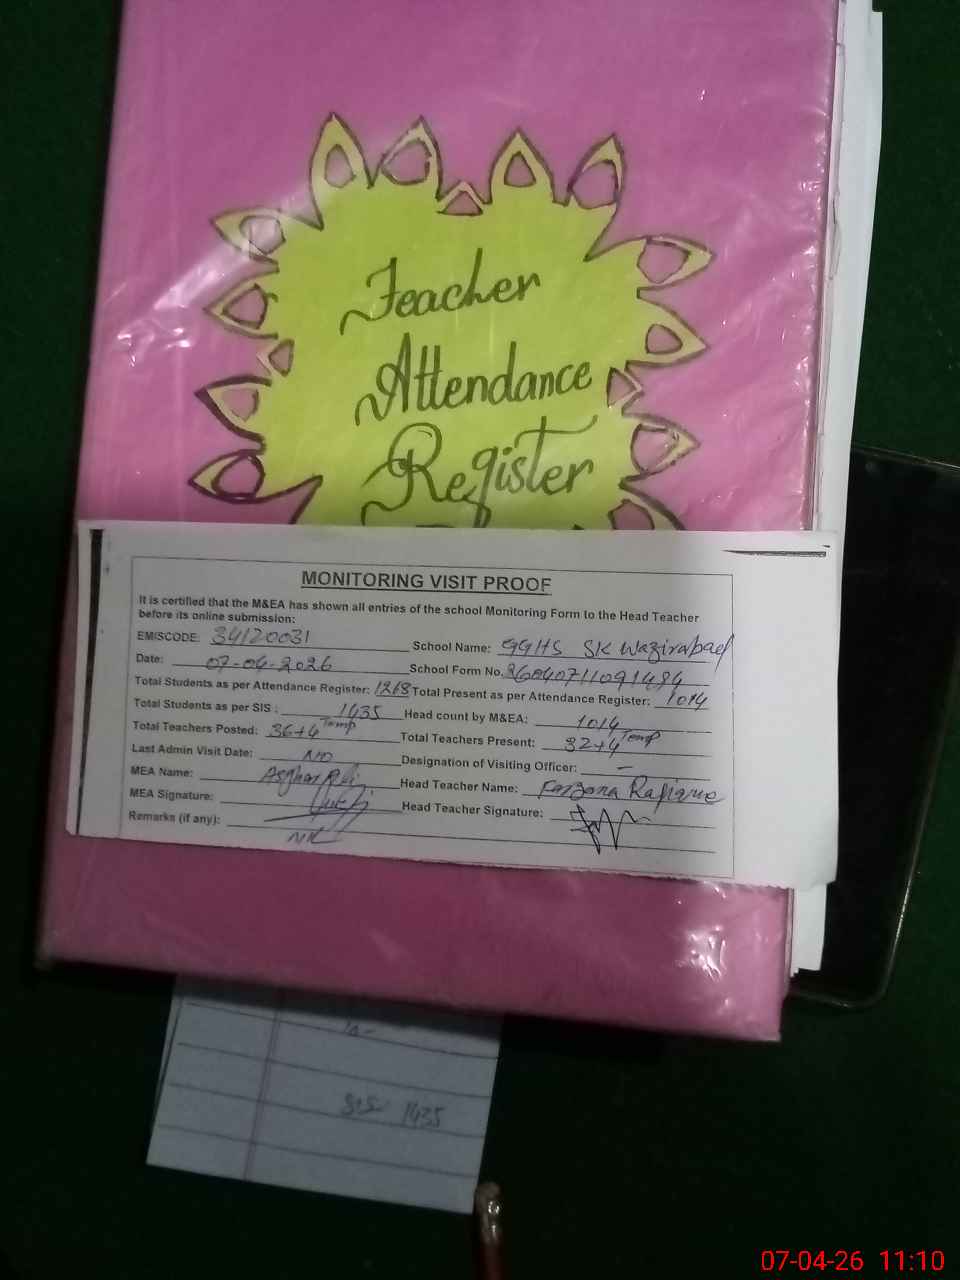 Teacher
Attendance
Register
MONITORING VISIT PROOF
It is certified that the M&EA has shown all entries of the school Monitoring Form to the Head Teacher
before its online submission:
EMISCODE: 34120031
School Name: GGHS SK Wazirabad
Date: 07-04-2026
School Form No.
Total Students as per Attendance Register: 1268
Total Present as per Attendance Register: 1014
Total Students as per SIS : 1435
Head count by M&EA: 1014
Total Teachers Posted: 36+4 Temp
Total Teachers Present: 32+4 Temp
Last Admin Visit Date: NO
Designation of Visiting Officer: -
MEA Name: Asghar Ali
Head Teacher Name: Farzana Rafique
MEA Signature:
Head Teacher Signature:
Remarks (if any): Nil
SIS 1435
07-04-26 11:10